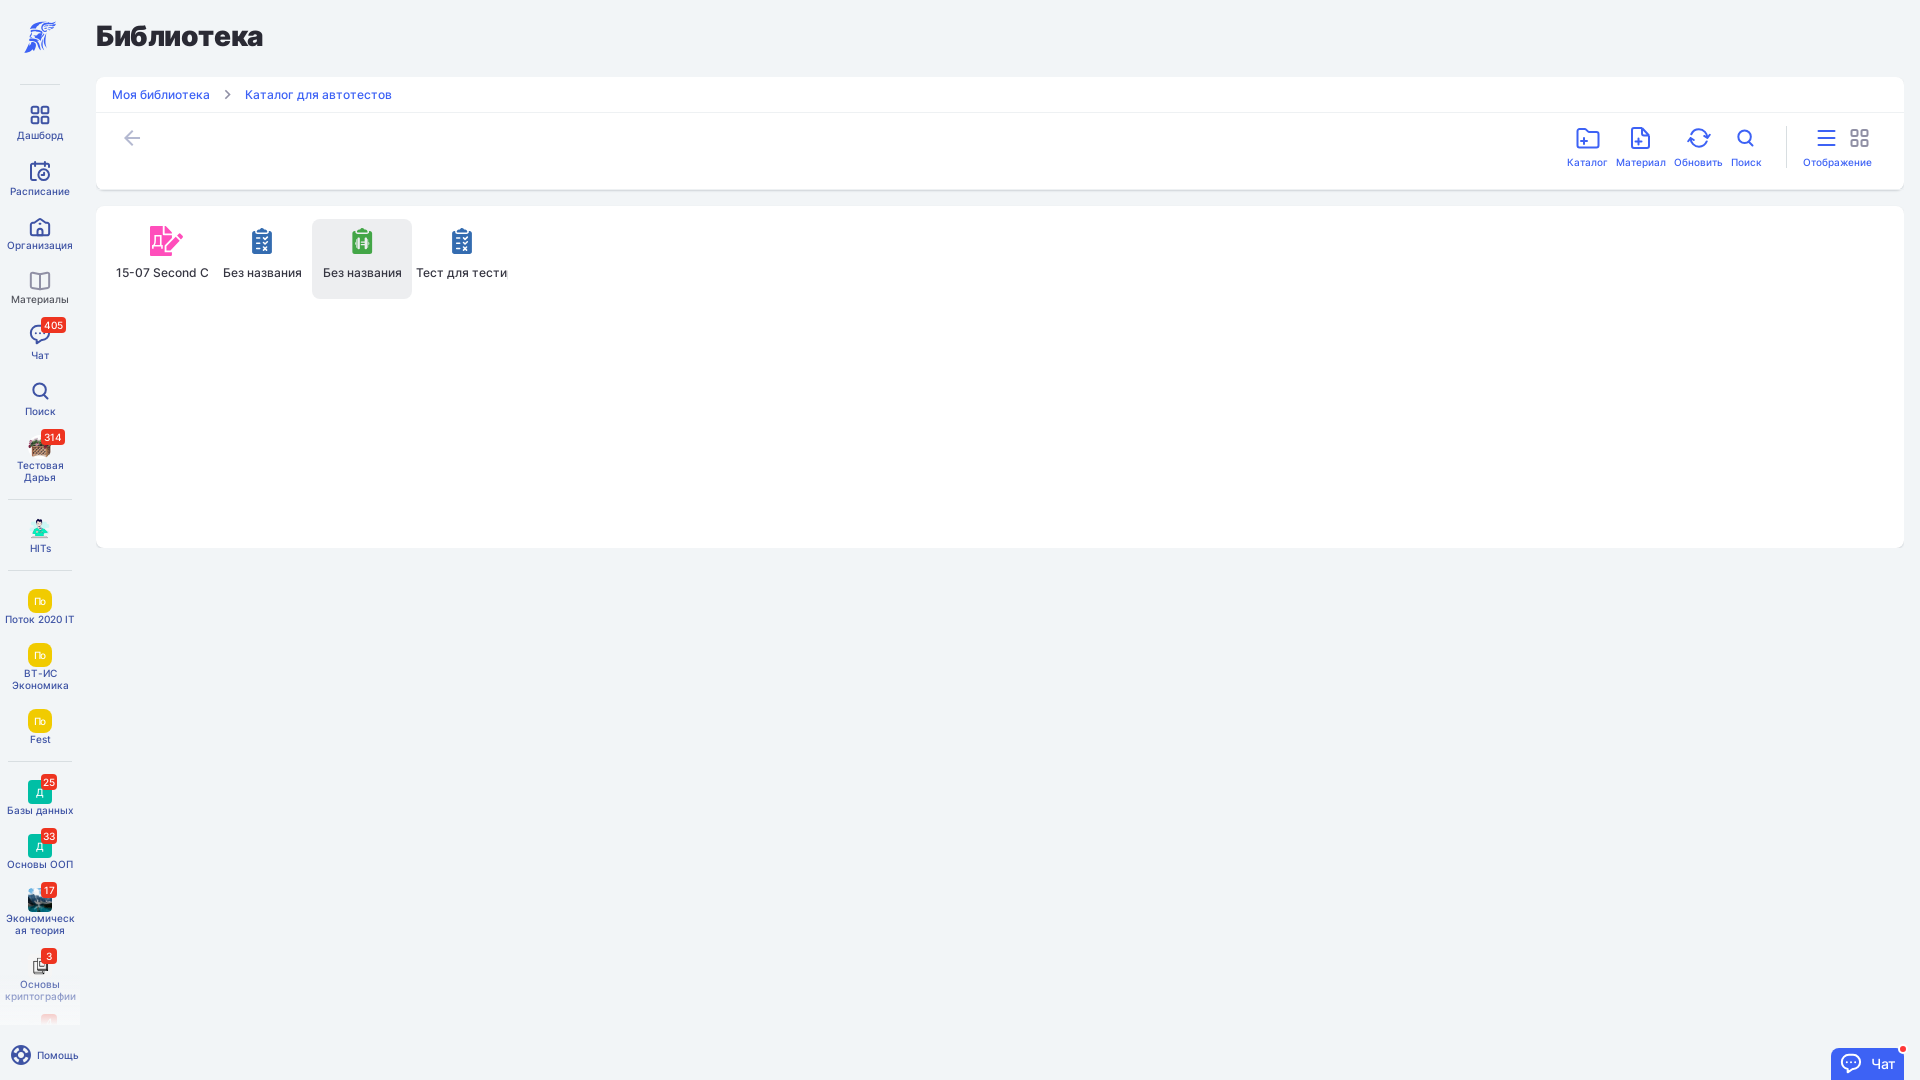 Библиотека
Моя библиотека
Каталог для автотестов
Каталог
Материал
Обновить
Поиск
Отображение
15-07 Second C
Без названия
Без названия
Тест для тести
Дашборд
Расписание
Организация
Материалы
405
Чат
Поиск
314
Тестовая
Дарья
HITs
По
Поток 2020 IT
По
ВТ-ИС
Экономика
По
Fest
25
Д
Базы данных
33
Д
Основы ООП
17
Экономическ
ая теория
3
Основы
криптографии
Помощь
Чат